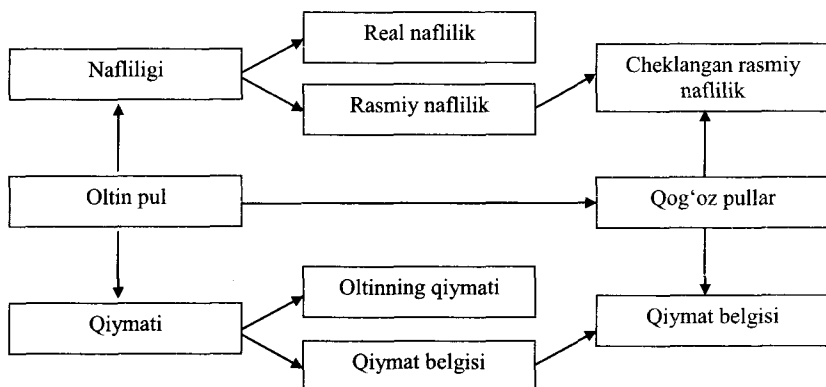 Real naflilik
Nafliligi
Rasmiy naflilik
Cheklangan rasmiy
naflilik
Oltin pul
Qog‘oz pullar
Oltinning qiymati
Qiymati
Qiymat belgisi
Qiymat belgisi